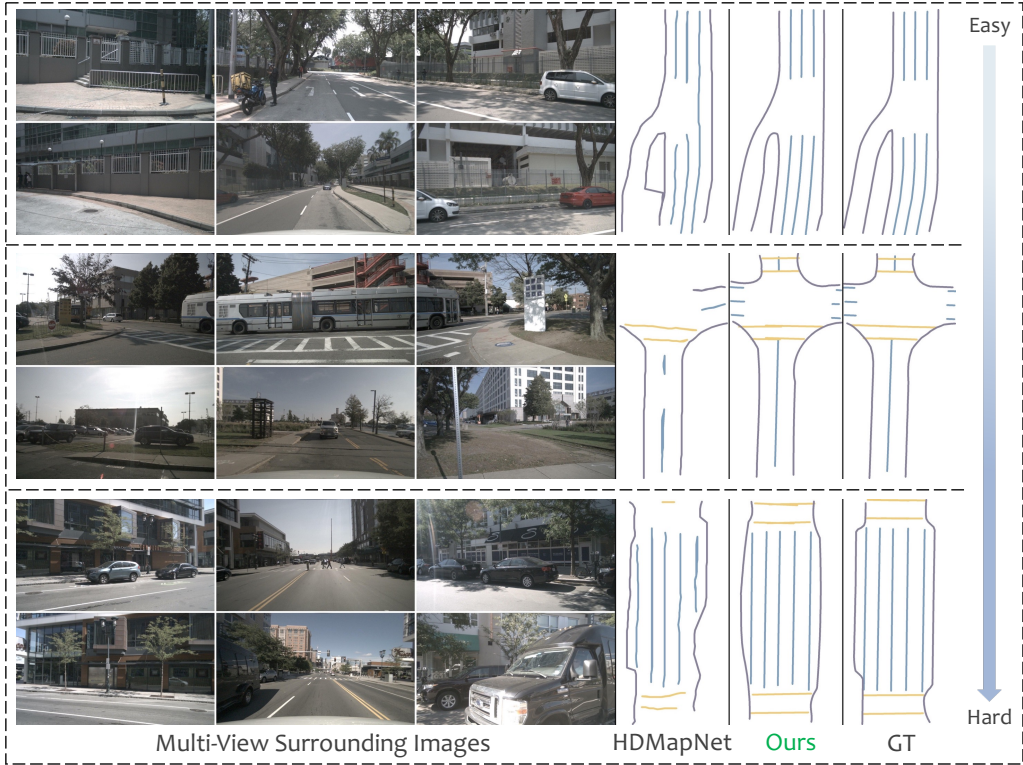 Easy
Hard
Multi-View Surrounding Images
HDMapNet
Ours
GT